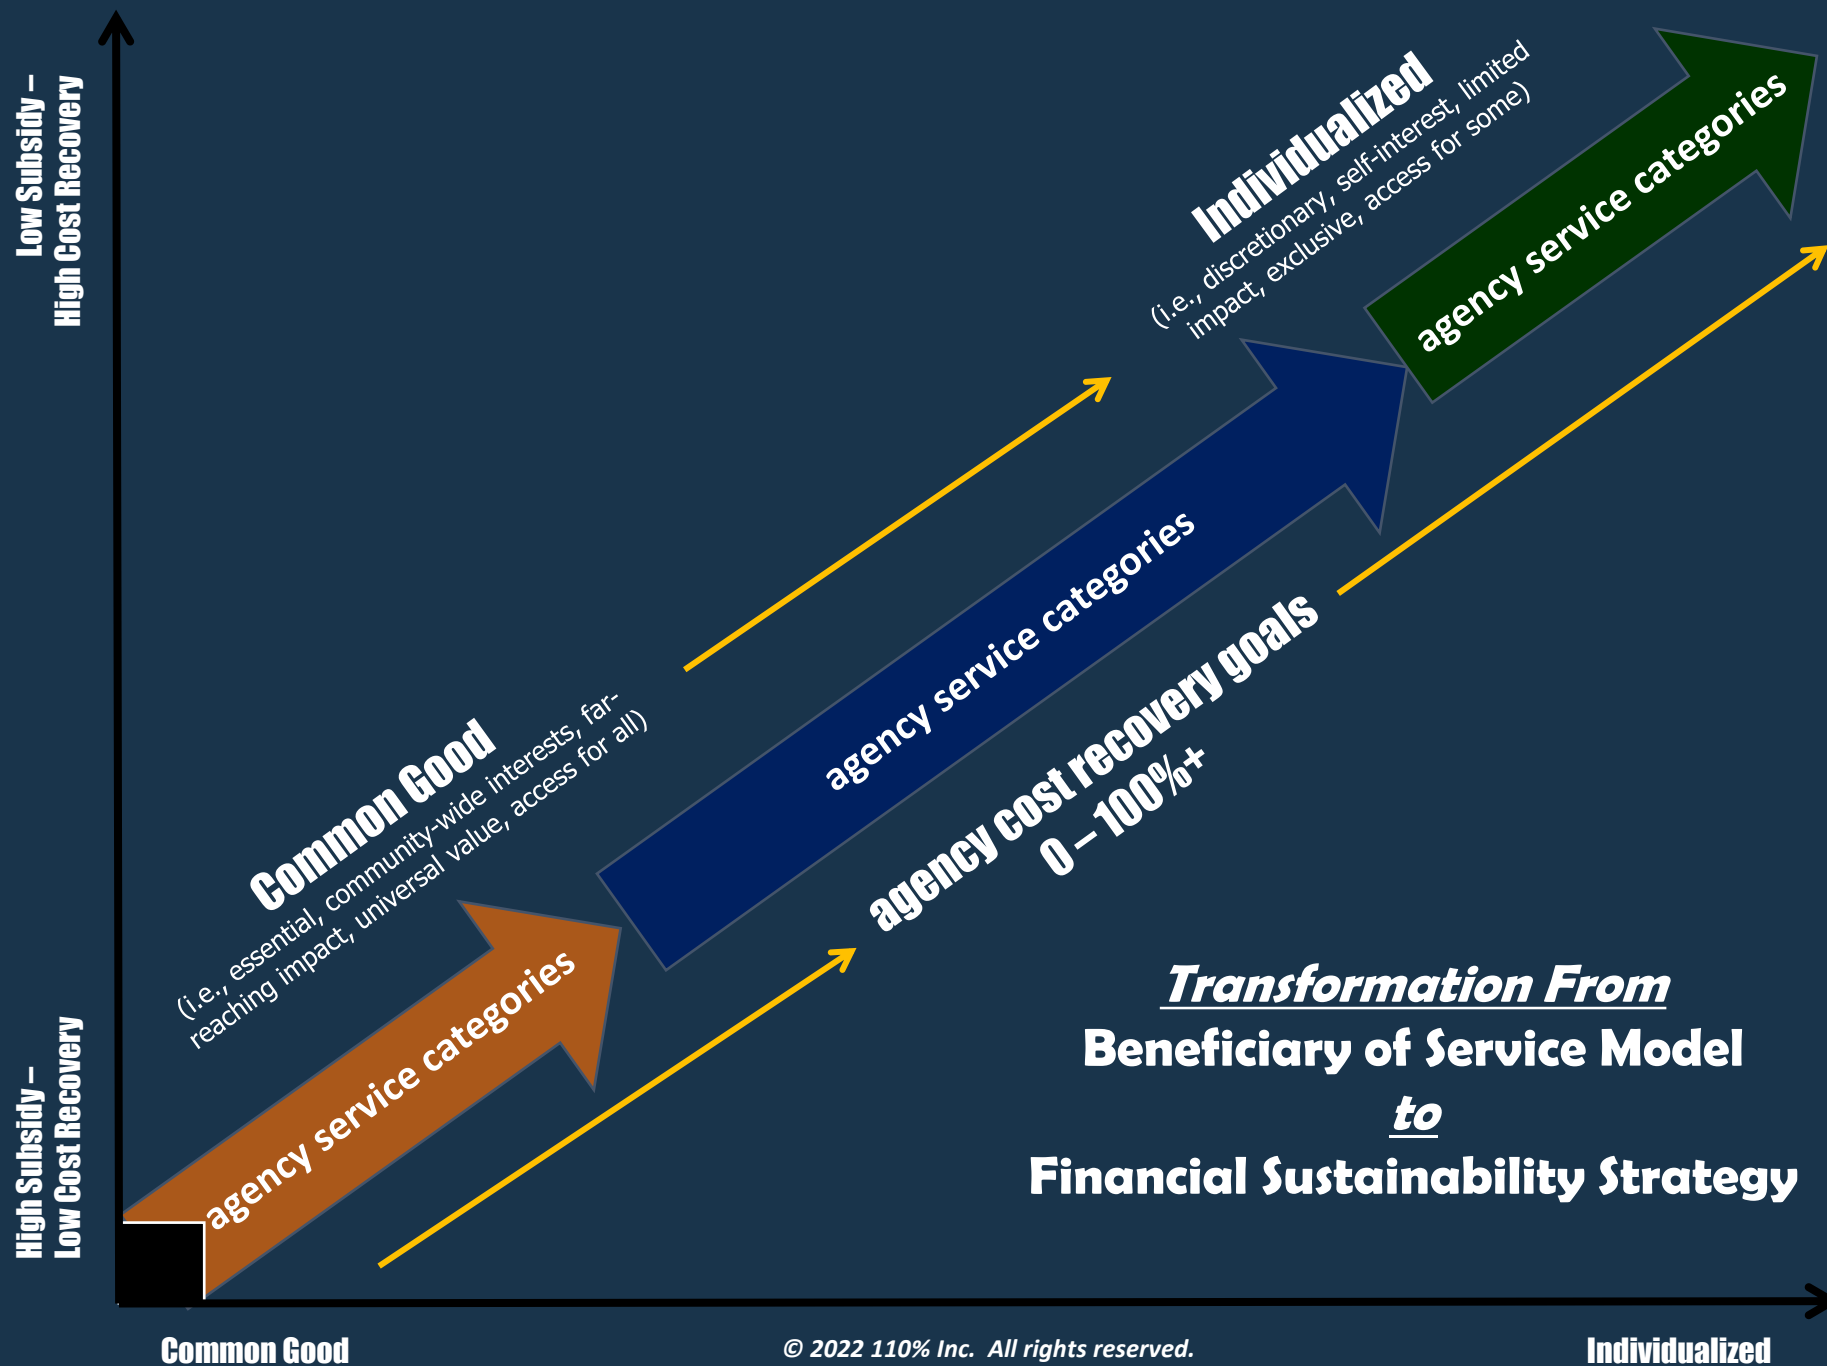 Low Subsidy –
High Cost Recovery
Individualized
(i.e., discretionary, self-interest, limited
impact, exclusive, access for some)
agency service categories
agency service categories
Common Good
(i.e., essential, community-wide interests, far-
reaching impact, universal value, access for all)
agency service categories
agency cost recovery goals
0 – 100%+
High Subsidy –
Low Cost Recovery
Transformation From
Beneficiary of Service Model
to
Financial Sustainability Strategy
Common Good
© 2022 110% Inc.  All rights reserved.
Individualized